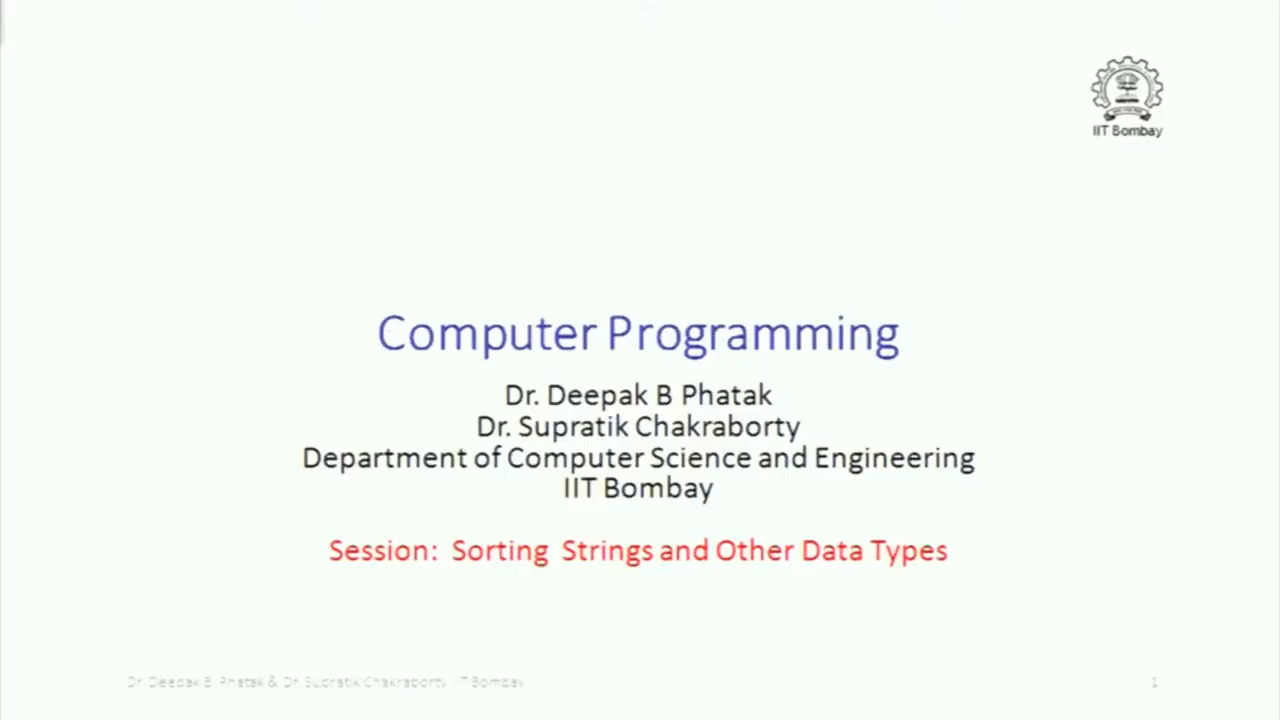 IIT Bombay
Computer Programming
Dr. Deepak B Phatak
Dr. Supratik Chakraborty
Department of Computer Science and Engineering
IIT Bombay
Session: Sorting Strings and Other Data Types
Dr. Deepak B. Phatak & Dr. Supratik Chakraborty, IIT Bombay
1